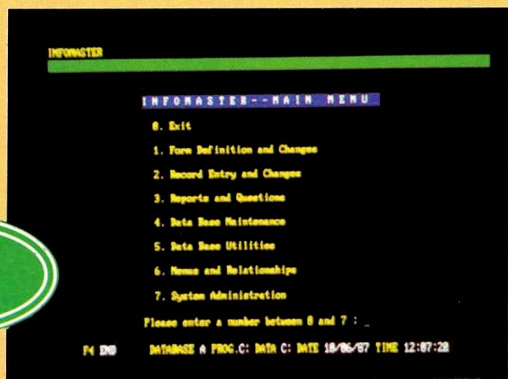 INFOMASTER
INFOMASTER--MAIN MENU
0. Exit
1. Form Definition and Changes
2. Record Entry and Changes
3. Reports and Questions
4. Data Base Maintenance
5. Data Base Utilities
6. Menus and Relationships
7. System Administration
Please enter a number between 0 and 7 : _
F4 END DATABASE A PROG.C: DATA C: DATE 10/06/87 TIME 12:07:28